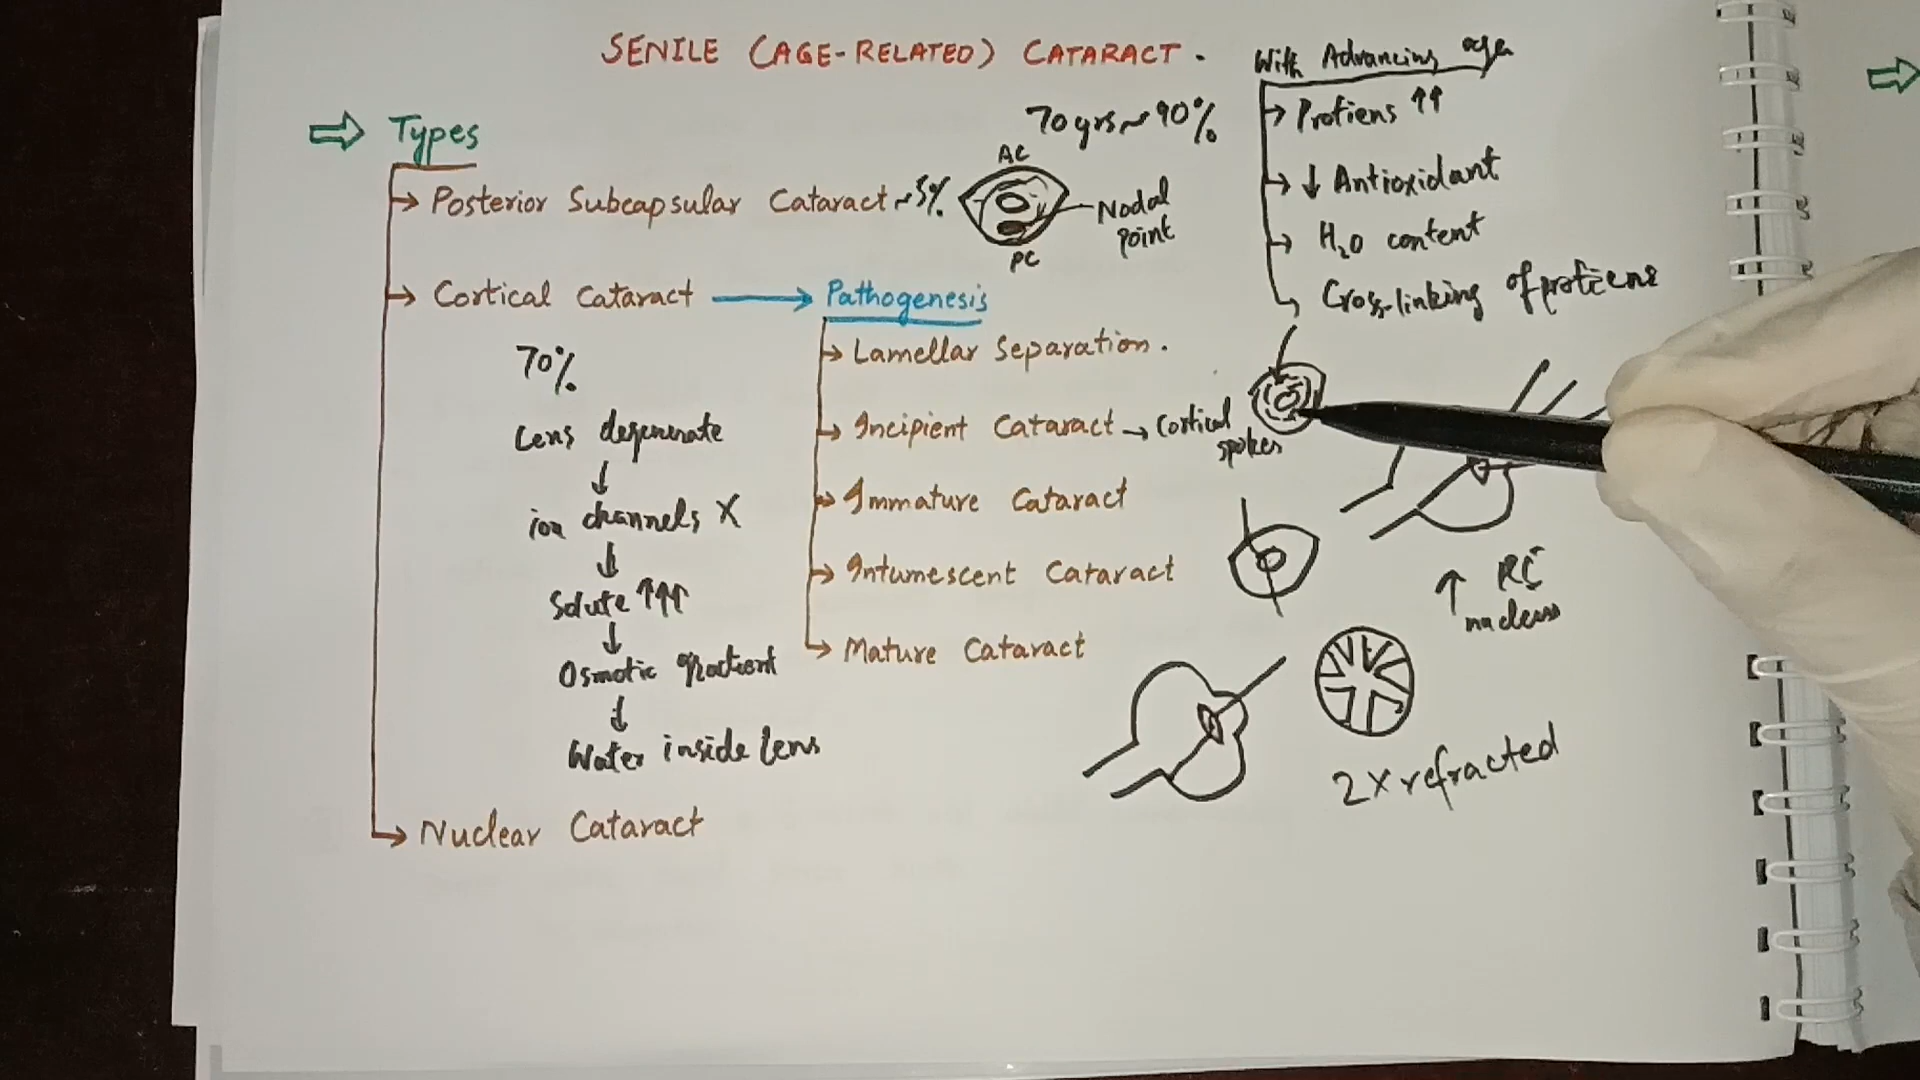 SENILE (AGE-RELATED) CATARACT.
⇒ Types
→ Posterior Subcapsular Cataract ~5%
70 yrs ~ 90%
AC
Nodal
point
PC
→ Cortical Cataract → Pathogenesis
70%
Lens degenerate
↓
ion channels X
↓
Solute ↑↑↑
↓
Osmotic gradient
↓
Water inside lens
→ Lamellar Separation.
→ Incipient Cataract → Cortical
spokes
→ Immature Cataract
→ Intumescent Cataract
→ Mature Cataract
→ Nuclear Cataract
With Advancing age
→ Protiens ↑↑
→ ↓ Antioxidant
→ H2O content
Cross-linking of protiens
↑ RI
nucleus
2 X refracted